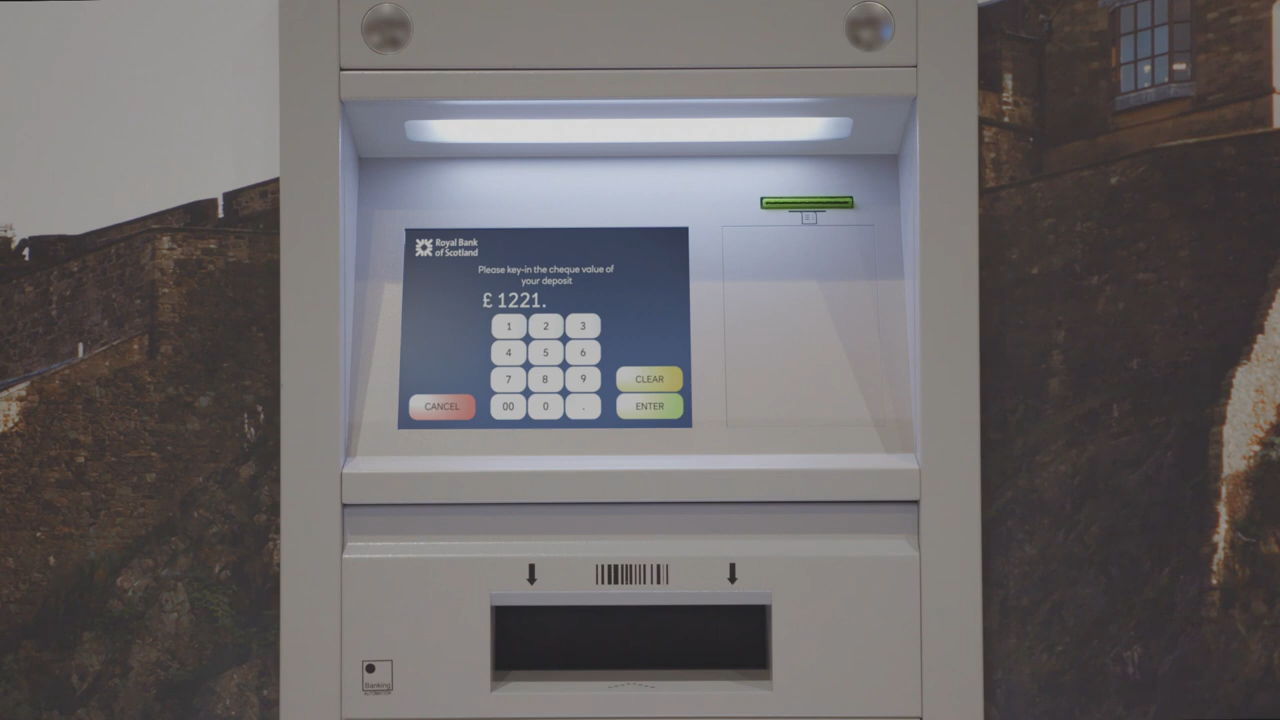 Royal Bank
of Scotland
Please key-in the cheque value of
your deposit
£ 1221.
1 2 3
4 5 6
7 8 9
CLEAR
CANCEL
00 0 .
ENTER
Banking
AUTOMATION